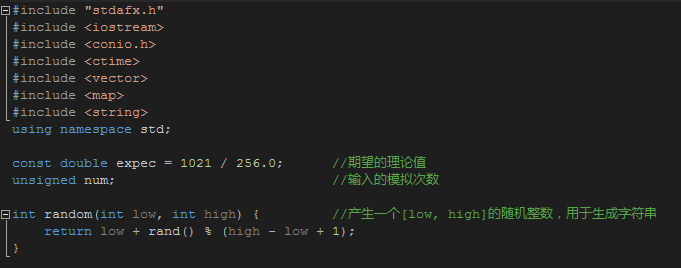 #include "stdafx.h"
#include <iostream>
#include <conio.h>
#include <ctime>
#include <vector>
#include <map>
#include <string>
using namespace std;
const double expec = 1021 / 256.0; //期望的理论值
unsigned num; //输入的模拟次数
int random(int low, int high) { //产生一个[low, high]的随机整数，用于生成字符串
return low + rand() % (high - low + 1);
}